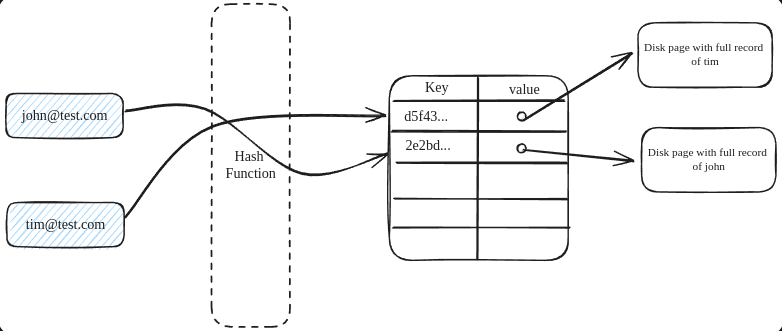 john@test.com
tim@test.com
Hash
Function
Key
value
d5f43...
2e2bd...
Disk page with full record
of tim
Disk page with full record
of john